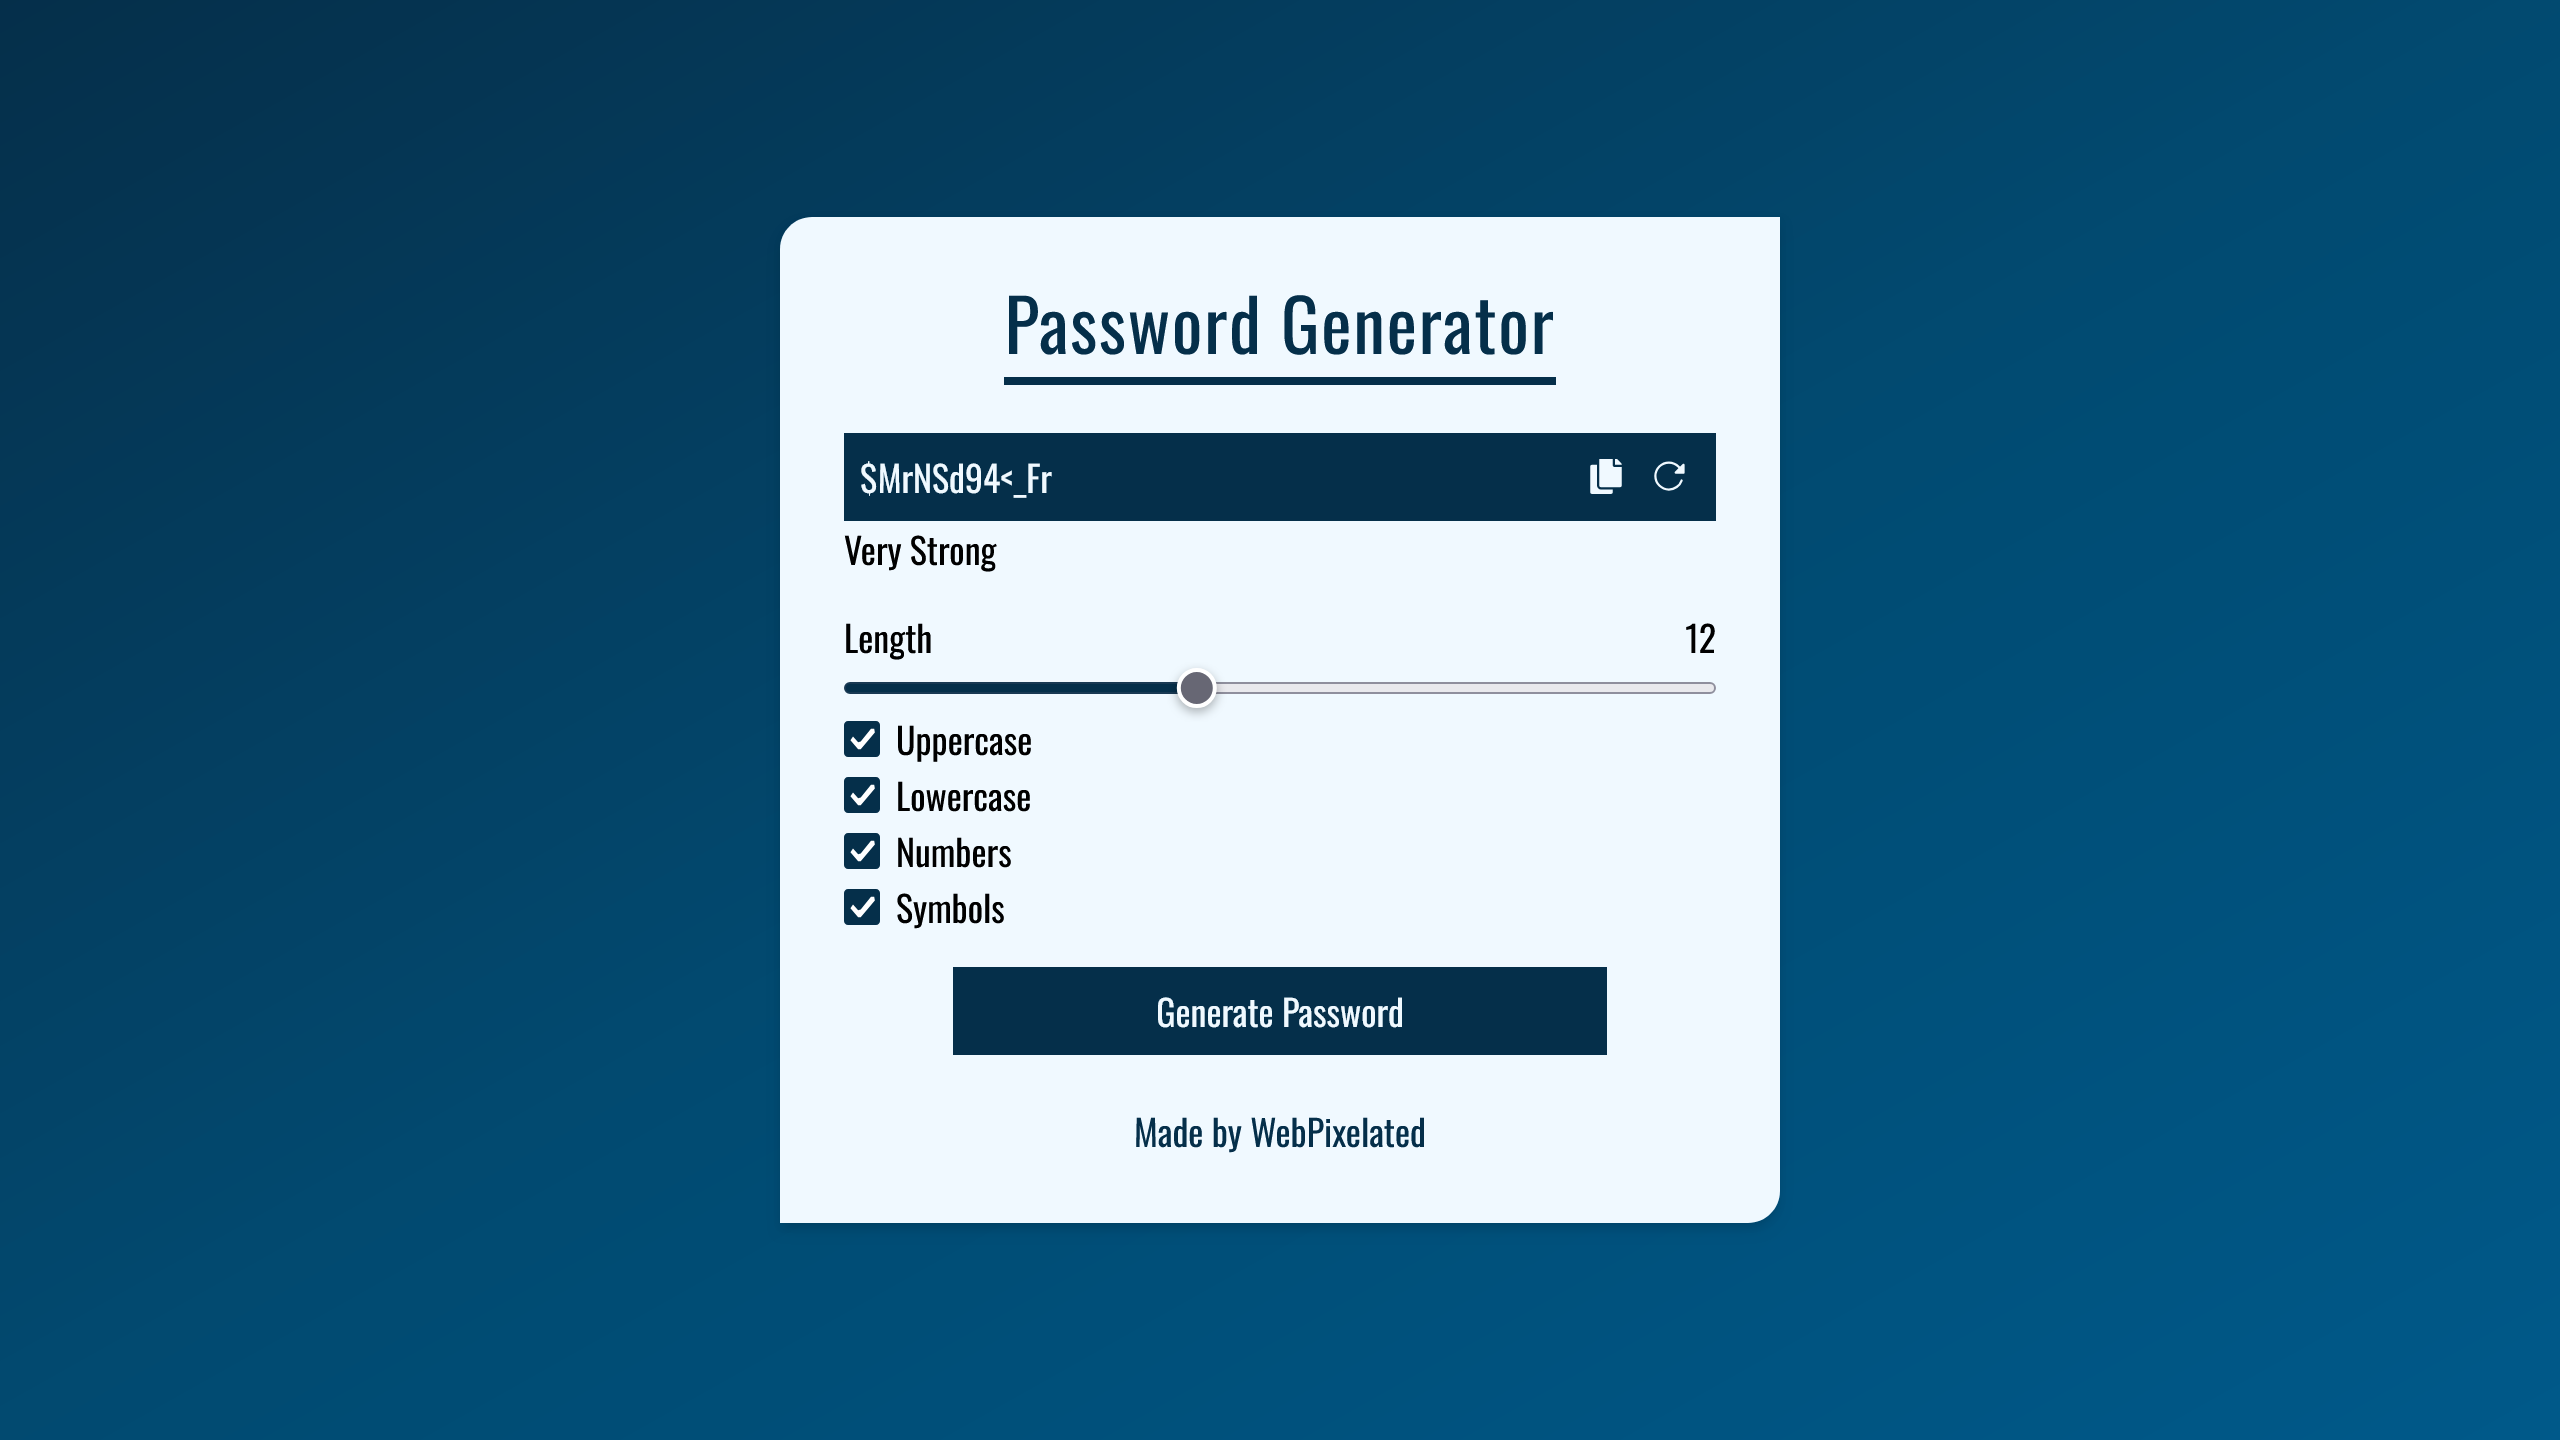 Password Generator
$MrNSd94<_Fr
Very Strong
Length 12
Uppercase
Lowercase
Numbers
Symbols
Generate Password
Made by WebPixelated